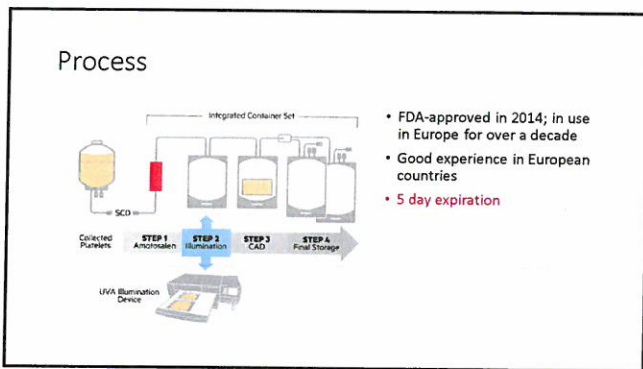 Process
Integrated Container Set
SCD
Collected
Platelets
STEP 1
Amotosalen
STEP 2
Illumination
STEP 3
CAD
STEP 4
Final Storage
UVA Illumination
Device
• FDA-approved in 2014; in use
in Europe for over a decade
• Good experience in European
countries
• 5 day expiration